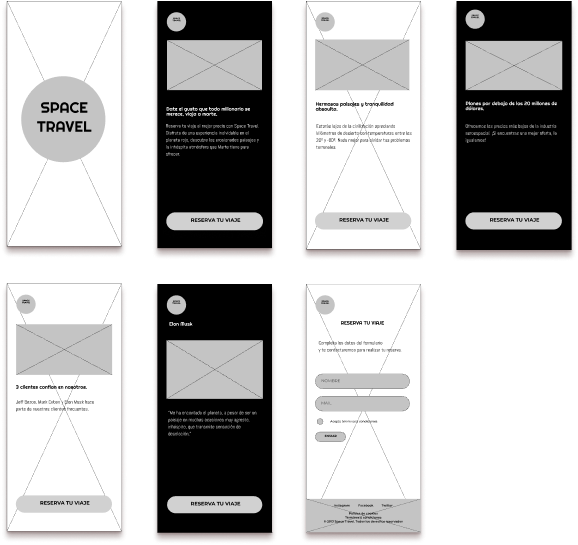 SPACE
TRAVEL
SPACE
TRAVEL
Date el gusto que todo millonario se
merece, viaja a marte.
Reserva tu viaje al mejor precio con Space Travel.
Disfruta de una experiencia inolvidable en el
planeta rojo, descubre los erosionados paisajes y
la inhóspita atmósfera que Marte tiene para
ofrecer.
RESERVA TU VIAJE
SPACE
TRAVEL
Hermosos paisajes y tranquilidad
absoluta.
Estarás lejos de la civilización apreciando
kilómetros de desierto con temperaturas entre los
20° y -80°. Nada mejor para olvidar tus problemas
terrenales.
RESERVA TU VIAJE
SPACE
TRAVEL
Planes por debajo de los 20 millones de
dólares.
Ofrecemos los precios más bajos de la industria
aeroespacial. ¡Si encuentras una mejor oferta, la
igualamos!
RESERVA TU VIAJE
SPACE
TRAVEL
3 clientes confían en nosotros.
Jeff Bezos, Mark Cuban y Elon Musk hace
parte de nuestros clientes frecuentes.
RESERVA TU VIAJE
SPACE
TRAVEL
Elon Musk
"Me ha encantado el planeta, a pesar de ser un
paisaje en muchas ocasiones muy agreste,
inhóspito, que transmite sensación de
desolación."
RESERVA TU VIAJE
SPACE
TRAVEL
RESERVA TU VIAJE
Completa los datos del formulario
y te contactaremos para realizar tu reserva.
NOMBRE
MAIL
Acepto términos y condiciones
ENVIAR
Instagram Facebook Twitter
Política de cookies
Términos y condiciones
Space Travel. Todos los derechos reservados